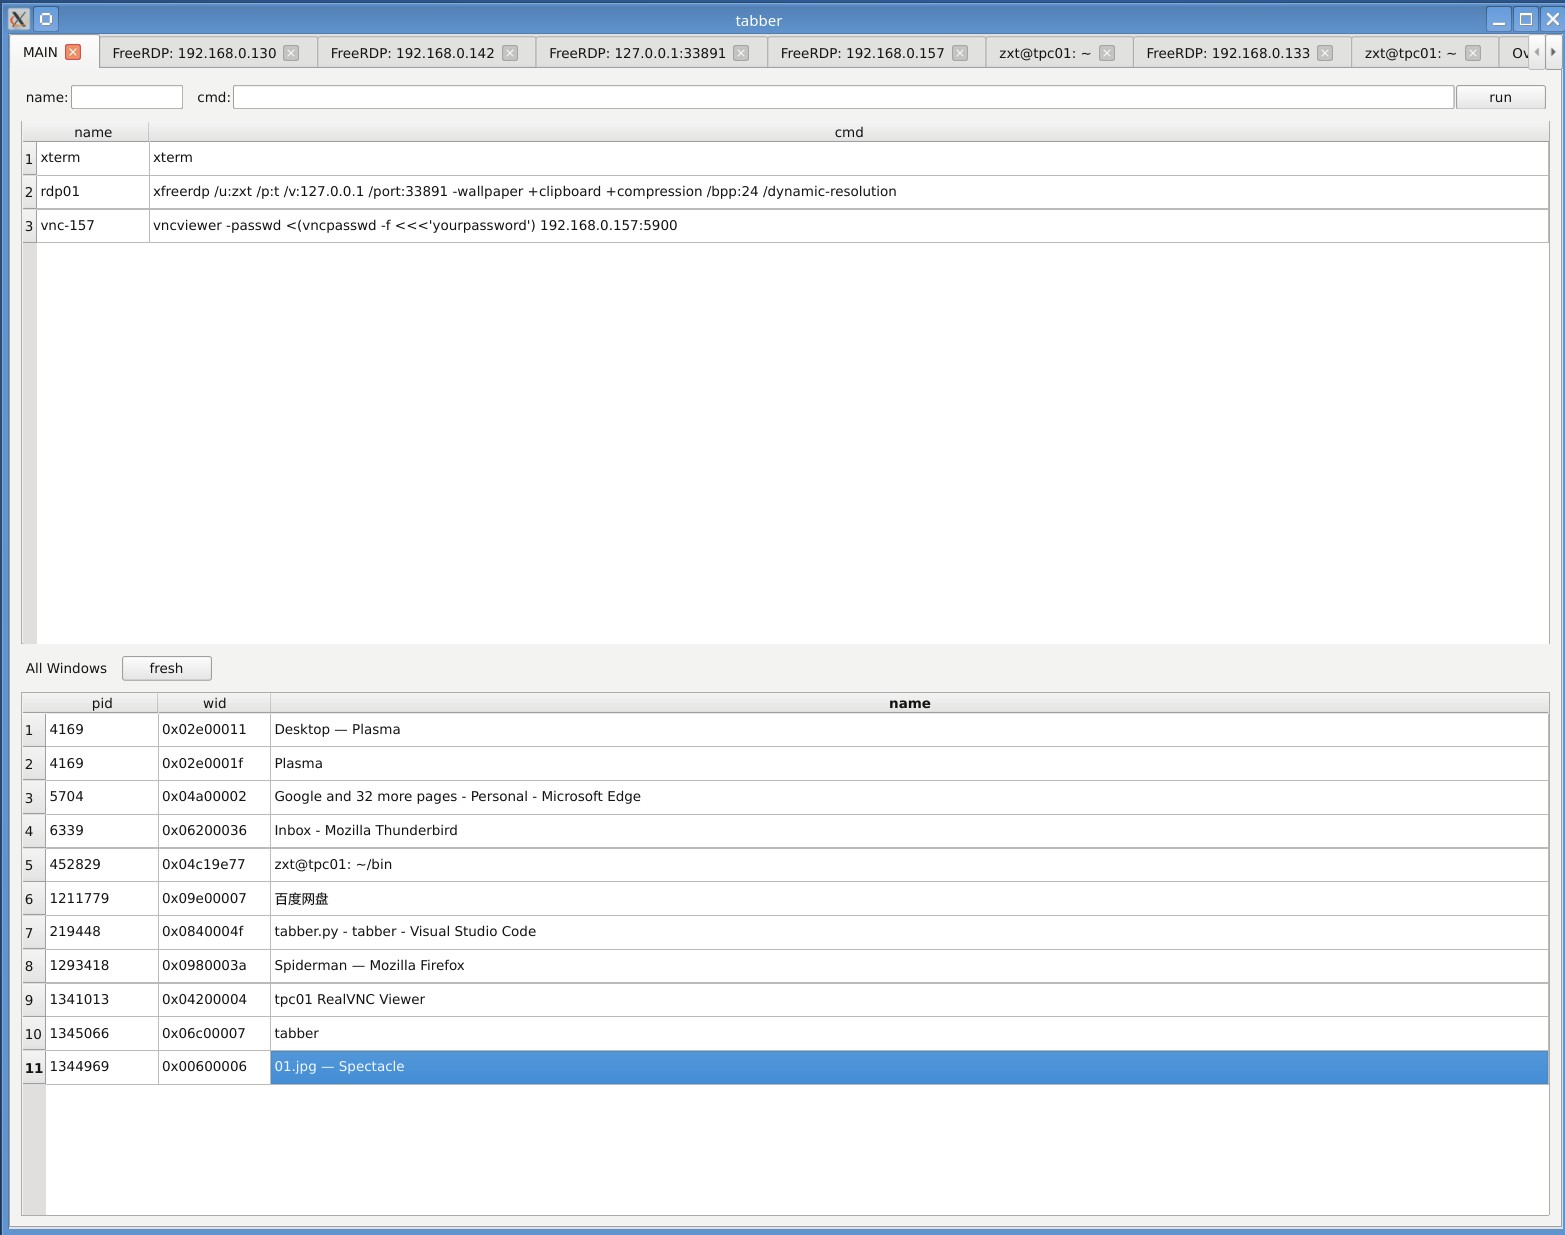 tabber
MAIN FreeRDP: 192.168.0.130 FreeRDP: 192.168.0.142 FreeRDP: 127.0.0.1:33891 FreeRDP: 192.168.0.157 zxt@tpc01: ~ FreeRDP: 192.168.0.133 zxt@tpc01: ~ Ov
name: cmd: run
name cmd
1 xterm xterm
2 rdp01 xfreerdp /u:zxt /p:t /v:127.0.0.1 /port:33891 -wallpaper +clipboard +compression /bpp:24 /dynamic-resolution
3 vnc-157 vncviewer -passwd <(vncpasswd -f <<<'yourpassword') 192.168.0.157:5900
All Windows fresh
pid wid name
1 4169 0x02e00011 Desktop — Plasma
2 4169 0x02e0001f Plasma
3 5704 0x04a00002 Google and 32 more pages - Personal - Microsoft Edge
4 6339 0x06200036 Inbox - Mozilla Thunderbird
5 452829 0x04c19e77 zxt@tpc01: ~/bin
6 1211779 0x09e00007 百度网盘
7 219448 0x0840004f tabber.py - tabber - Visual Studio Code
8 1293418 0x0980003a Spiderman — Mozilla Firefox
9 1341013 0x04200004 tpc01 RealVNC Viewer
10 1345066 0x06c00007 tabber
11 1344969 0x00600006 01.jpg — Spectacle